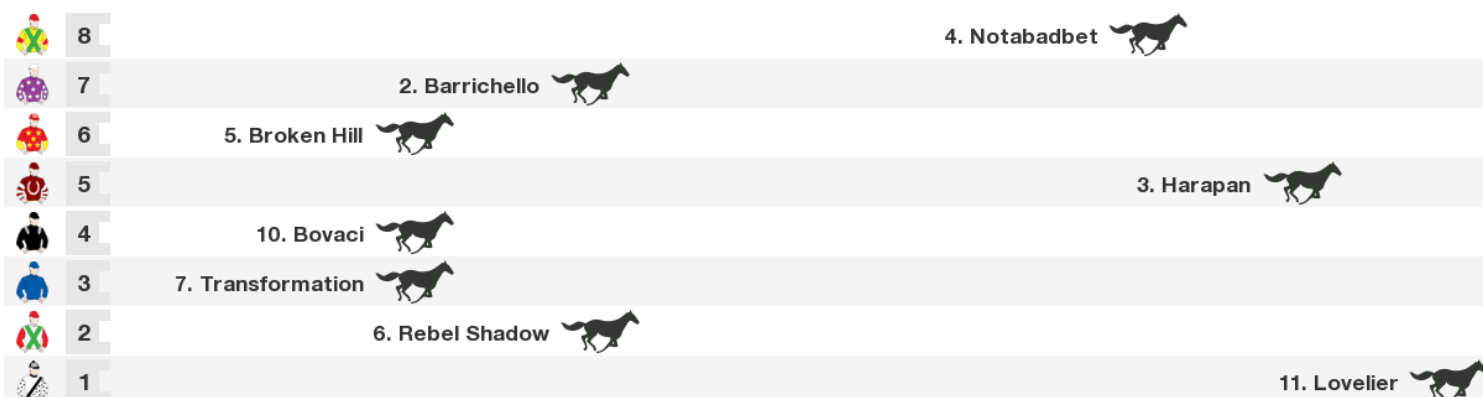 8 4. Notabadbet
7 2. Barrichello
6 5. Broken Hill
5 3. Harapan
4 10. Bovaci
3 7. Transformation
2 6. Rebel Shadow
1 11. Lovelier